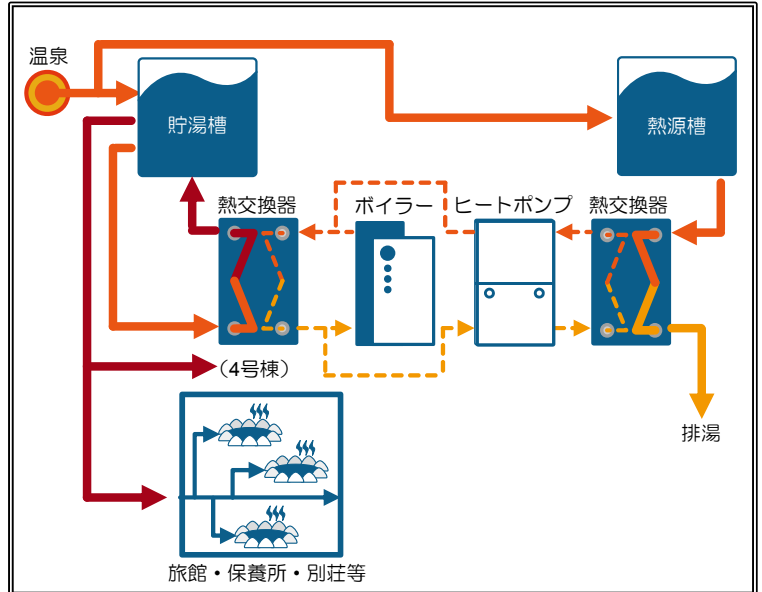 温泉
貯湯槽
熱源槽
熱交換器
ボイラー
ヒートポンプ
熱交換器
（4号棟）
排湯
旅館・保養所・別荘等